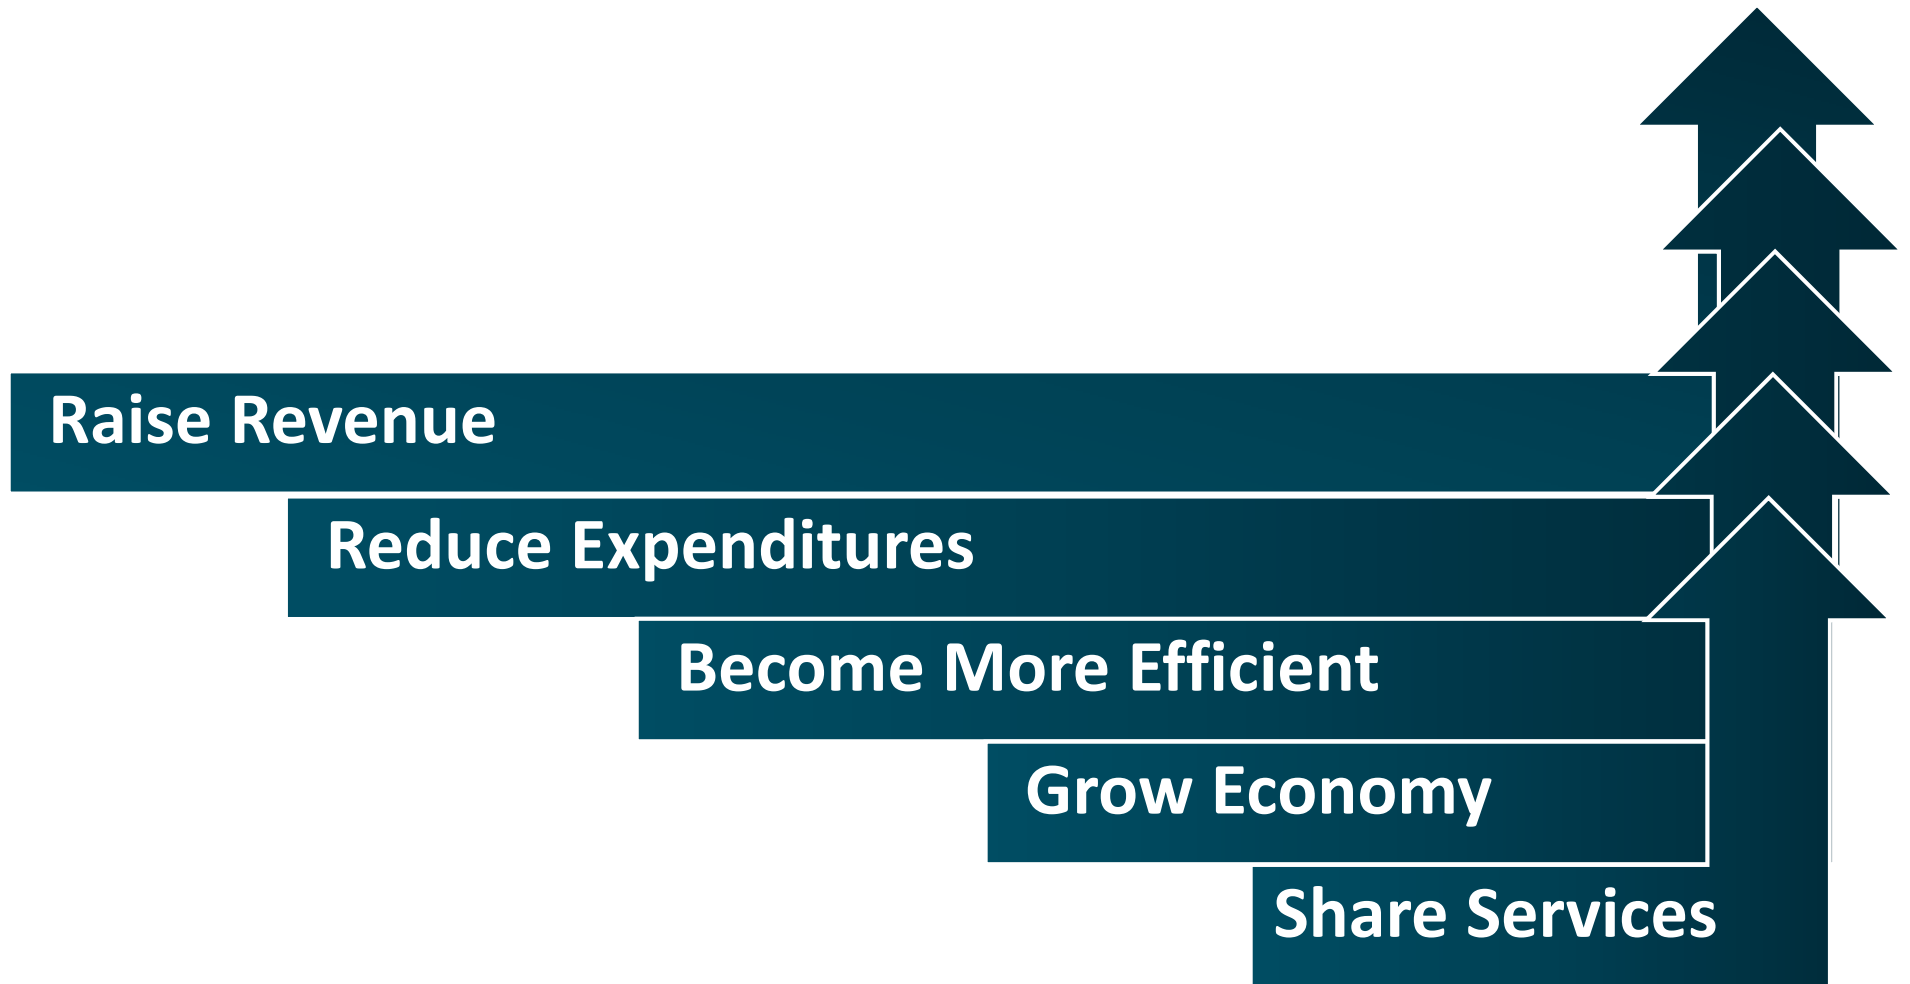 Raise Revenue
Reduce Expenditures
Become More Efficient
Grow Economy
Share Services